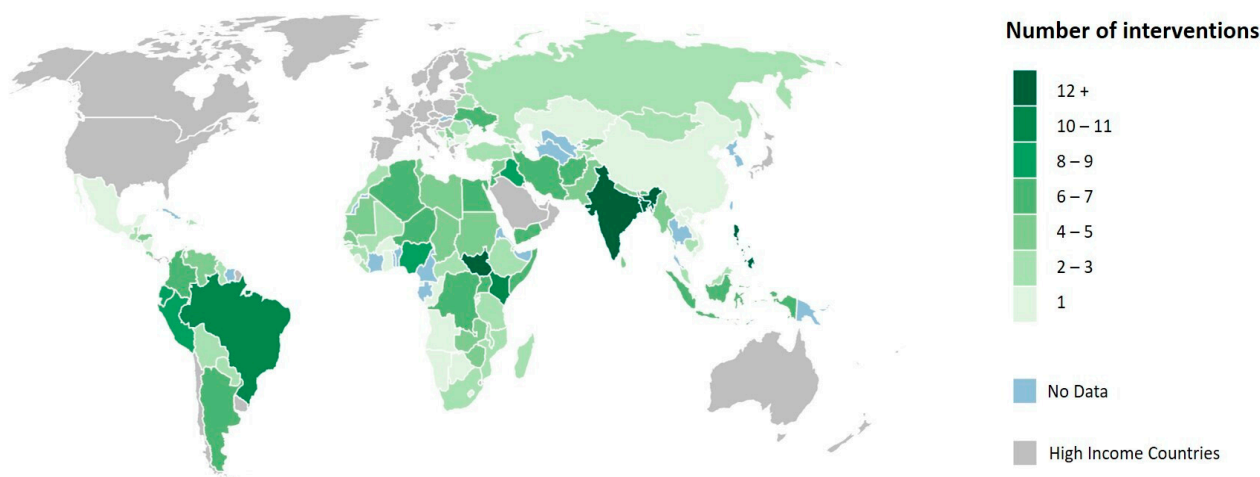 Number of interventions
12 +
10 – 11
8 – 9
6 – 7
4 – 5
2 – 3
1
No Data
High Income Countries